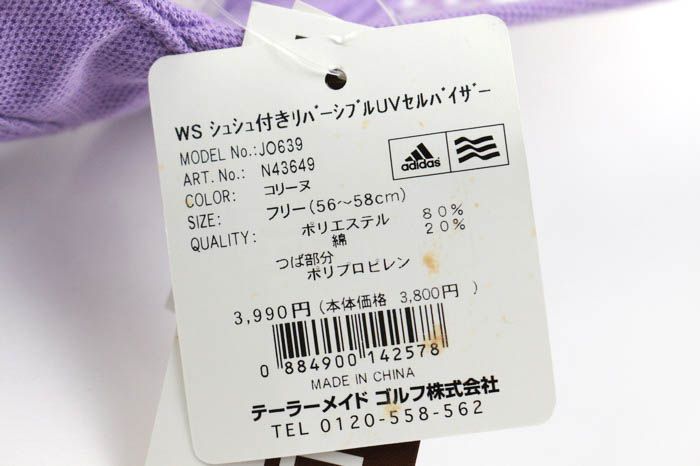 WS シュシュ付きリバーシブルUVセルバイザー
MODEL No.:JO639
ART.No.: N43649
COLOR: コリーヌ
SIZE: フリー(56〜58cm)
QUALITY: ポリエステル 80%
綿 20%
つば部分
ポリプロピレン
adidas
3,990円(本体価格 3,800円)
0 884900 142578
MADE IN CHINA
テーラーメイド ゴルフ株式会社
TEL 0120-558-562